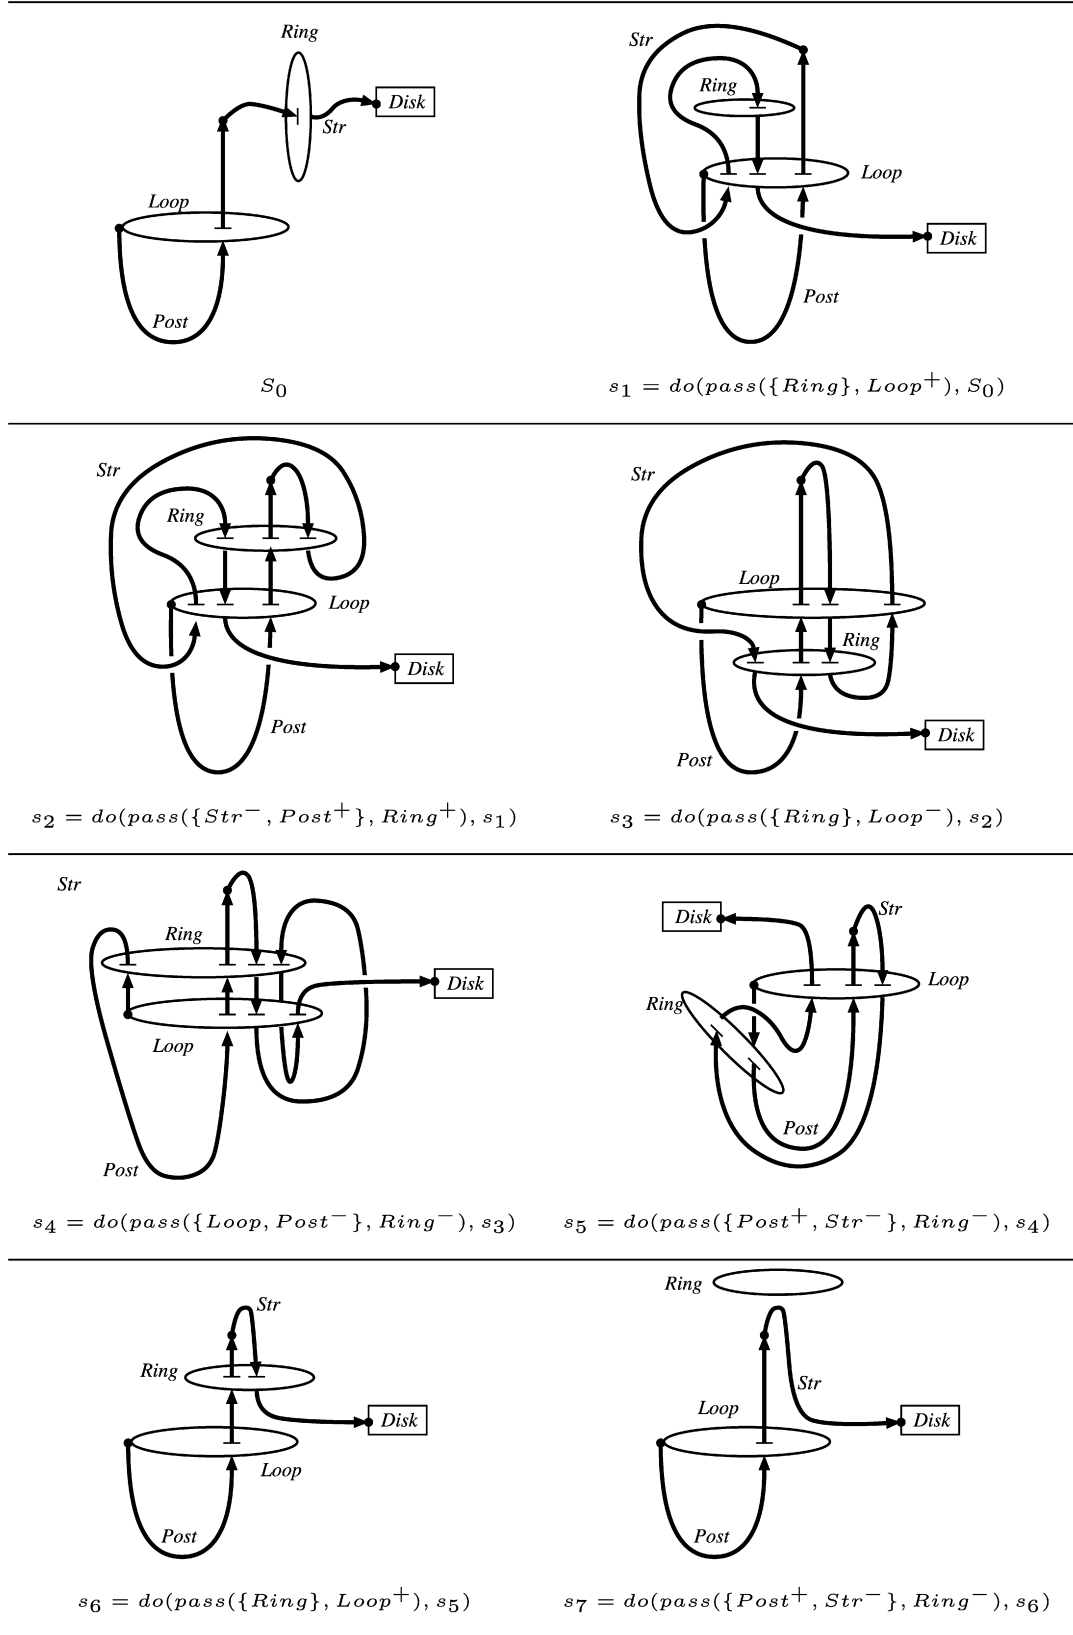 Ring
Disk
Str
Loop
Post
S₀
Str
Ring
Loop
Disk
Post
s₁ = do(pass({Ring}, Loop⁺), S₀)
Str
Ring
Loop
Disk
Post
s₂ = do(pass({Str⁻, Post⁺}, Ring⁺), s₁)
Str
Loop
Ring
Disk
Post
s₃ = do(pass({Ring}, Loop⁻), s₂)
Str
Ring
Disk
Loop
Post
s₄ = do(pass({Loop, Post⁻}, Ring⁻), s₃)
Disk
Str
Loop
Ring
Post
s₅ = do(pass({Post⁺, Str⁻}, Ring⁻), s₄)
Str
Ring
Disk
Loop
Post
s₆ = do(pass({Ring}, Loop⁺), s₅)
Ring
Str
Loop
Disk
Post
s₇ = do(pass({Post⁺, Str⁻}, Ring⁻), s₆)